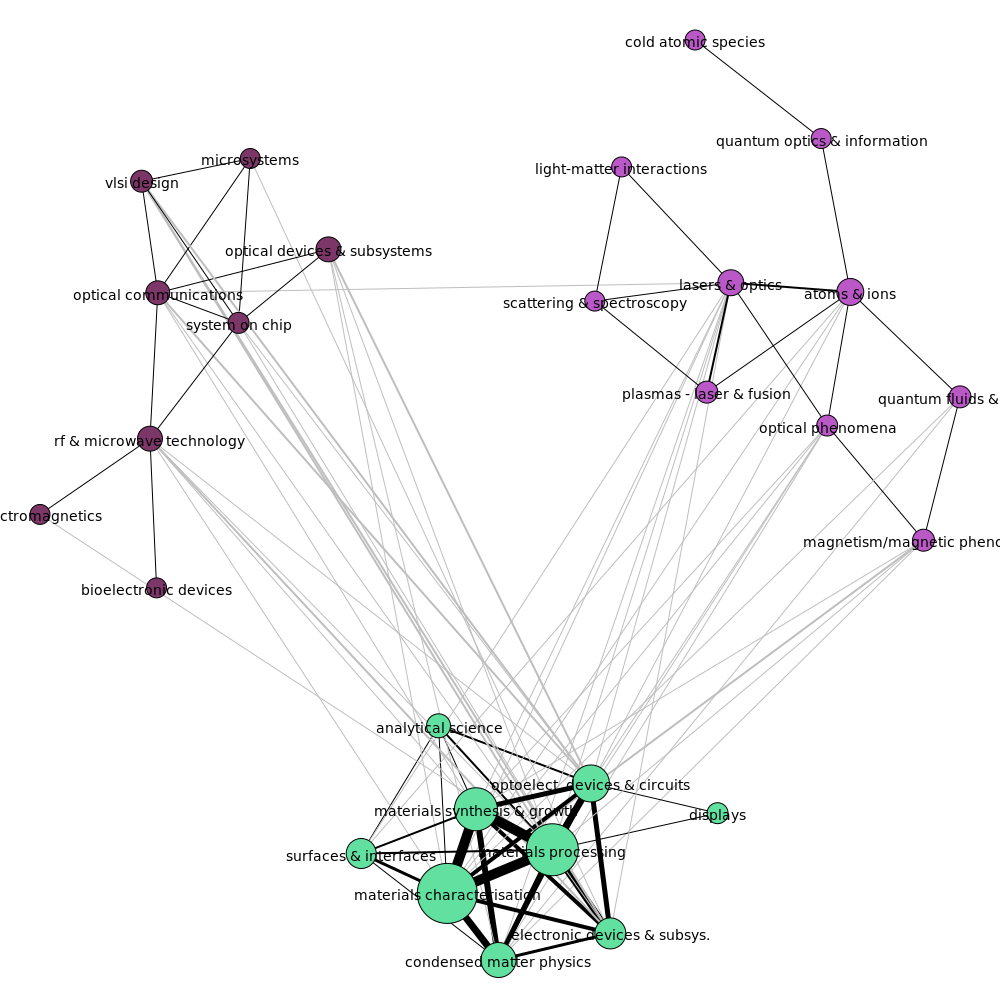 cold atomic species
quantum optics & information
microsystems
light-matter interactions
vlsi design
optical devices & subsystems
lasers & optics
optical communications
atoms & ions
scattering & spectroscopy
system on chip
plasmas - laser & fusion
quantum fluids &
optical phenomena
rf & microwave technology
ctromagnetics
magnetism/magnetic pheno
bioelectronic devices
analytical science
optoelect. devices & circuits
materials synthesis & growth
displays
materials processing
surfaces & interfaces
materials characterisation
electronic devices & subsys.
condensed matter physics